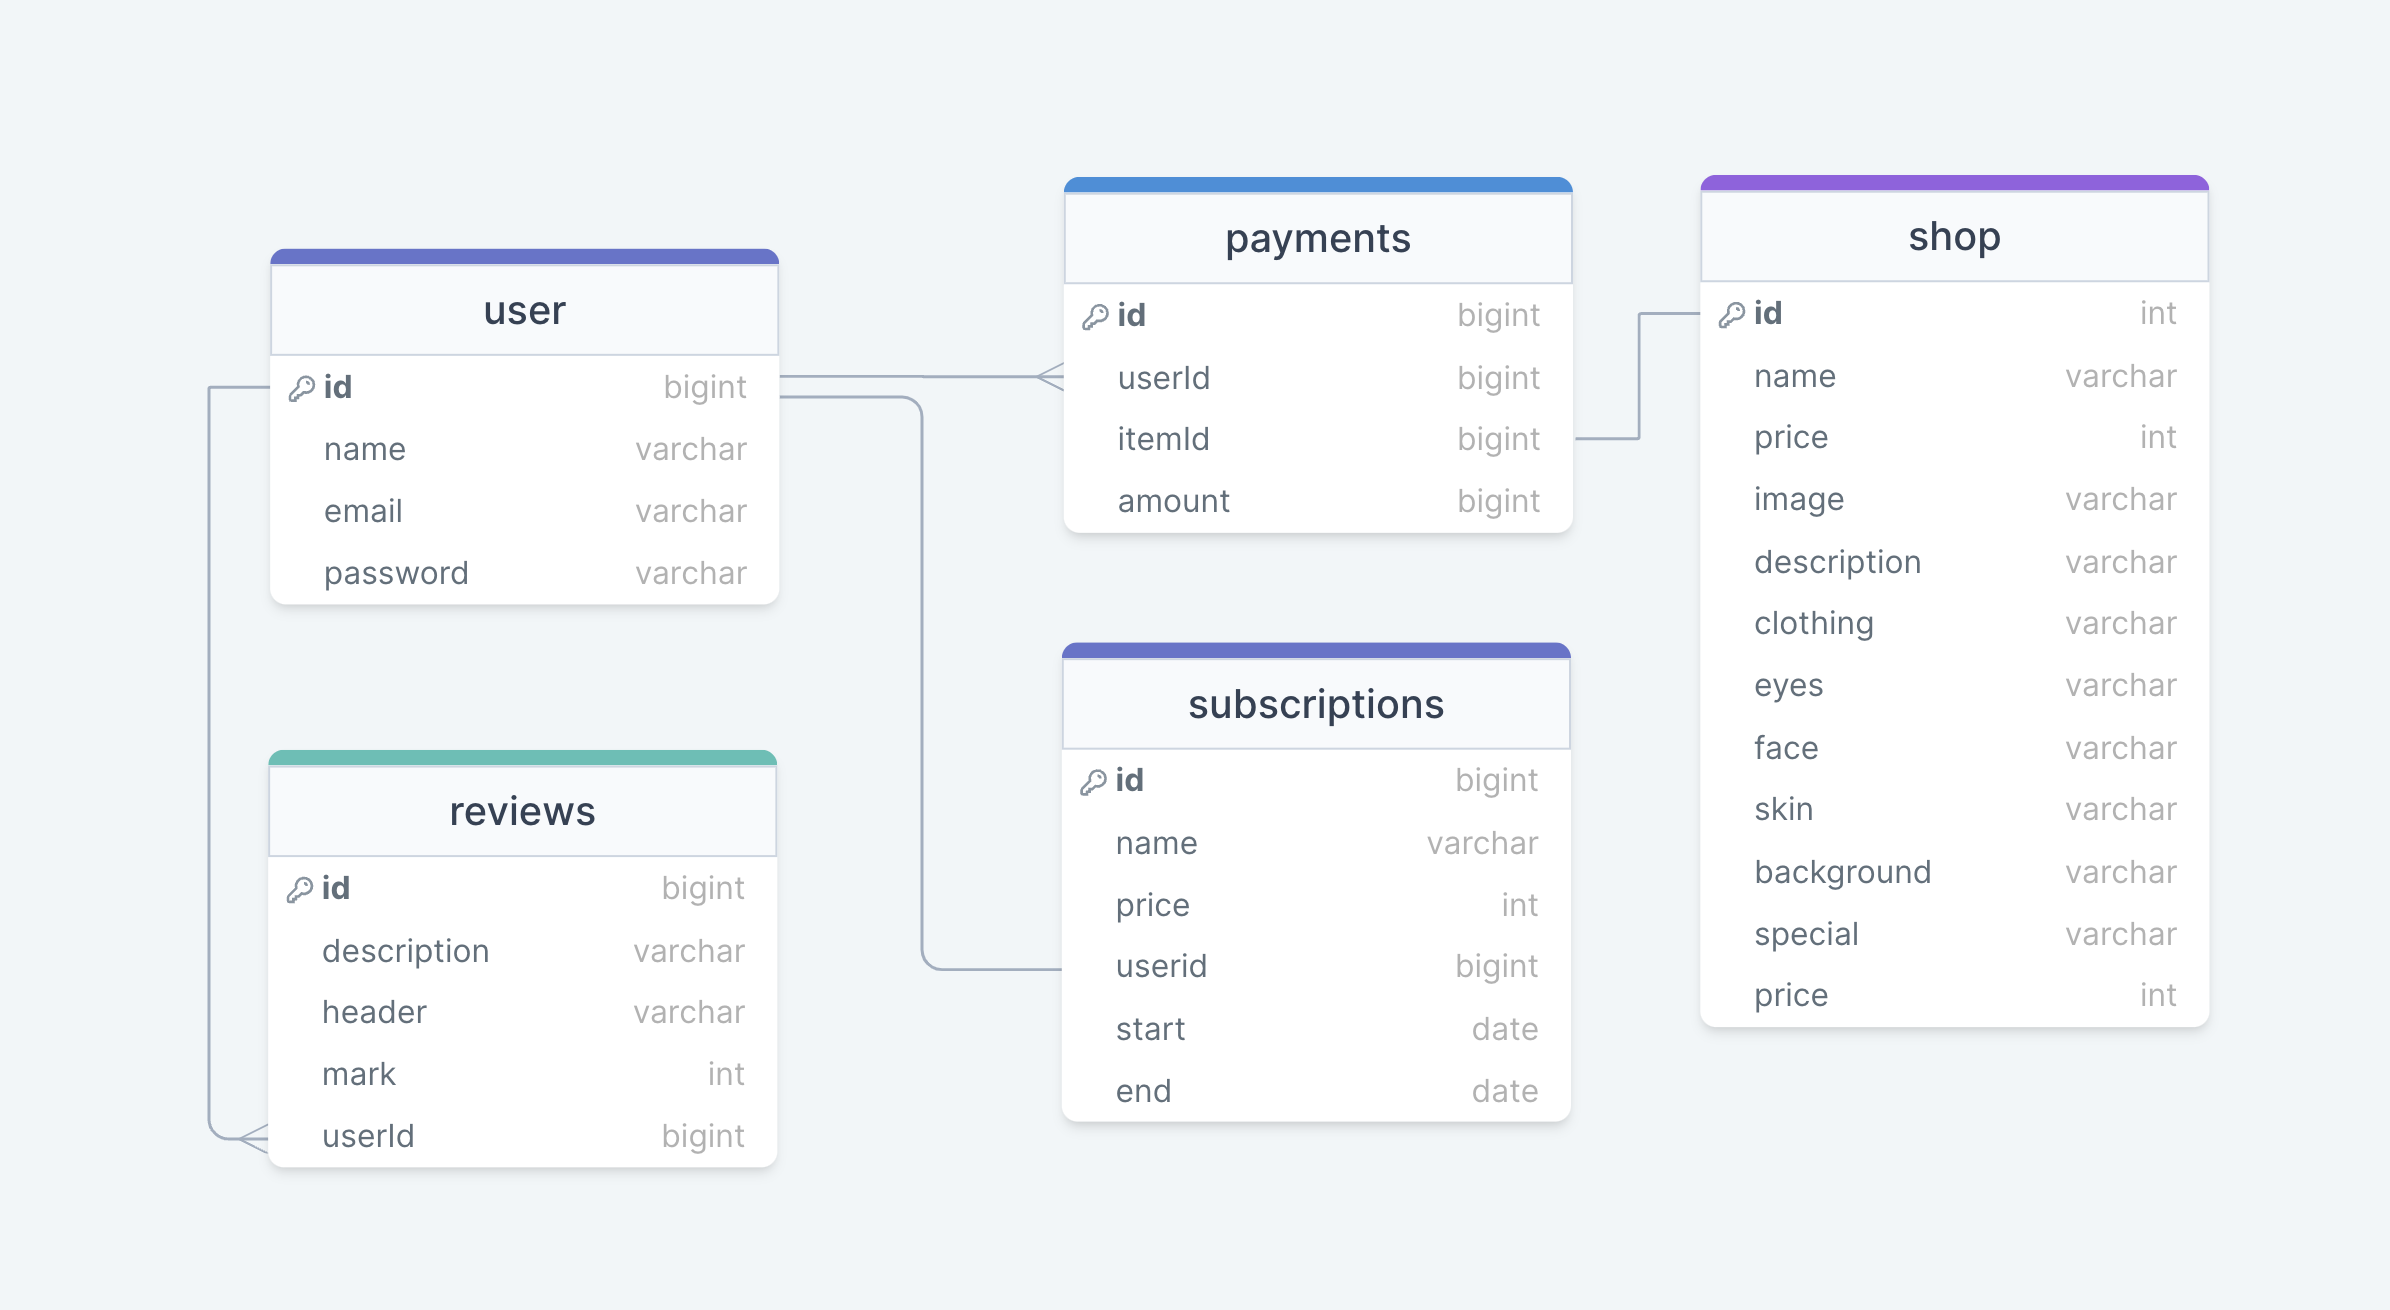 user
id bigint
name varchar
email varchar
password varchar
reviews
id bigint
description varchar
header varchar
mark int
userId bigint
payments
id bigint
userId bigint
itemId bigint
amount bigint
subscriptions
id bigint
name varchar
price int
userid bigint
start date
end date
shop
id int
name varchar
price int
image varchar
description varchar
clothing varchar
eyes varchar
face varchar
skin varchar
background varchar
special varchar
price int